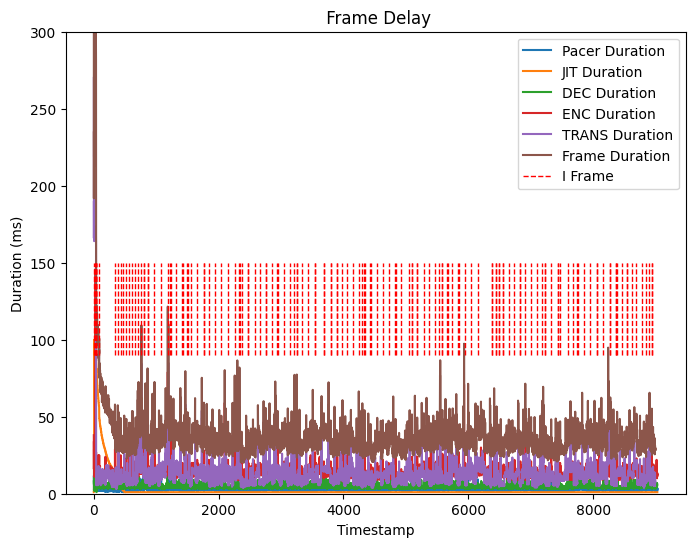 Frame Delay
Duration (ms)
300
250
200
150
100
50
0
Pacer Duration
JIT Duration
DEC Duration
ENC Duration
TRANS Duration
Frame Duration
I Frame
0 2000 4000 6000 8000
Timestamp